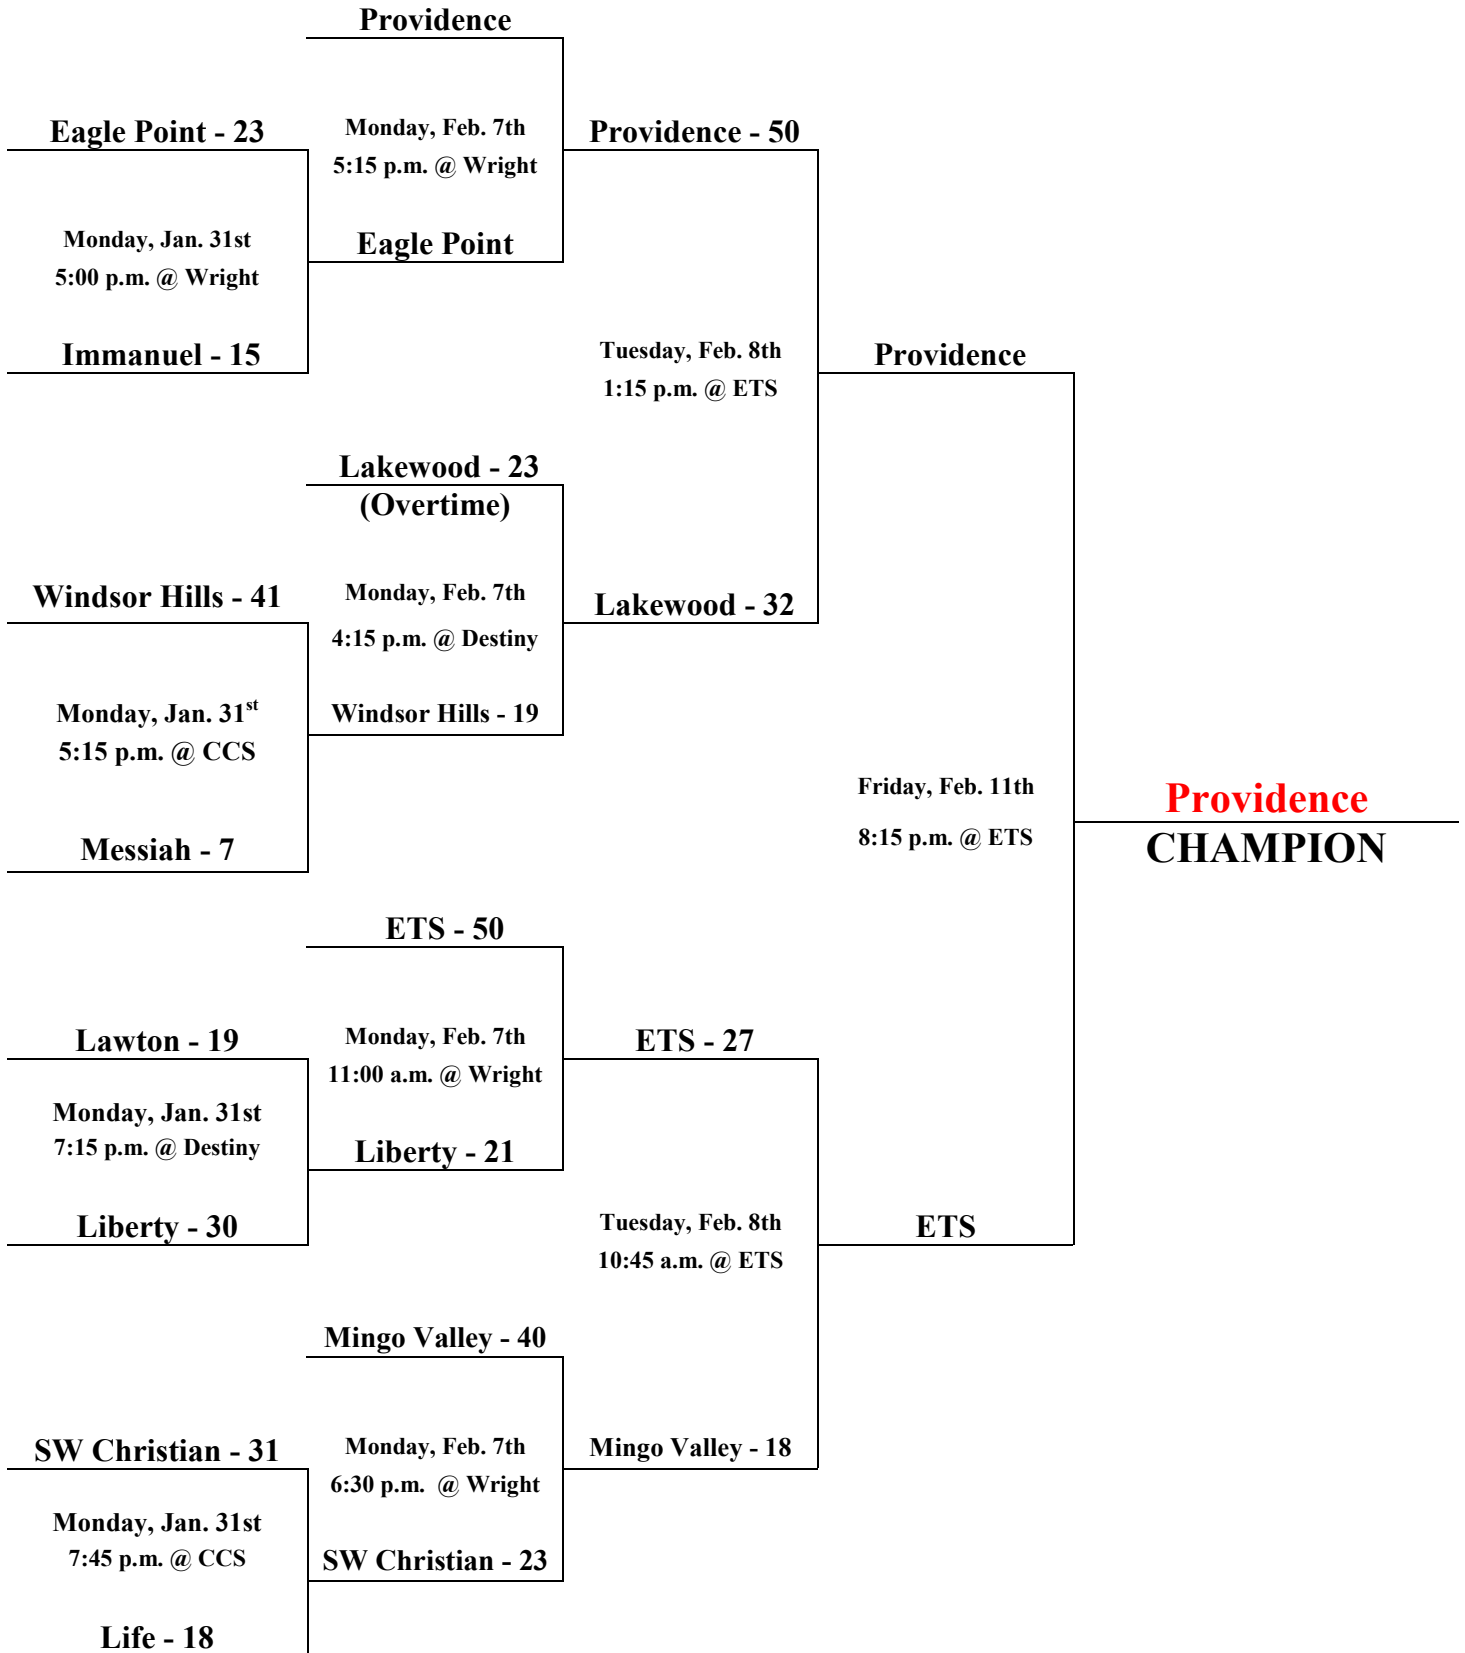 Providence
Eagle Point - 23
Monday, Feb. 7th
5:15 p.m. @ Wright
Providence - 50
Monday, Jan. 31st
5:00 p.m. @ Wright
Eagle Point
Immanuel - 15
Tuesday, Feb. 8th
1:15 p.m. @ ETS
Providence
Lakewood - 23
(Overtime)
Windsor Hills - 41
Monday, Feb. 7th
4:15 p.m. @ Destiny
Lakewood - 32
Monday, Jan. 31st
5:15 p.m. @ CCS
Windsor Hills - 19
Friday, Feb. 11th
8:15 p.m. @ ETS
Providence
CHAMPION
Messiah - 7
ETS - 50
Lawton - 19
Monday, Feb. 7th
11:00 a.m. @ Wright
ETS - 27
Monday, Jan. 31st
7:15 p.m. @ Destiny
Liberty - 21
Liberty - 30
Tuesday, Feb. 8th
10:45 a.m. @ ETS
ETS
Mingo Valley - 40
SW Christian - 31
Monday, Feb. 7th
6:30 p.m. @ Wright
Mingo Valley - 18
Monday, Jan. 31st
7:45 p.m. @ CCS
SW Christian - 23
Life - 18